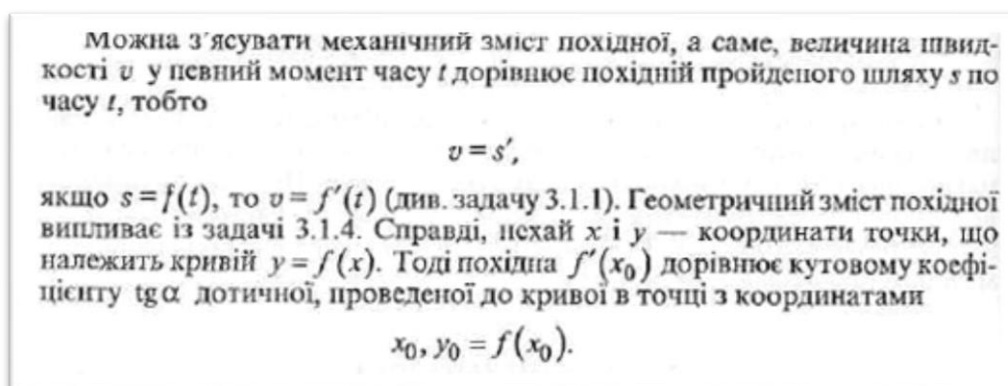 Можна з'ясувати механічний зміст похідної, а саме, величина швид-
кості v у певний момент часу t дорівнює похідній пройденого шляху s по
часу t, тобто
v = s′,
якщо s = f(t), то v = f′(t) (див. задачу 3.1.1). Геометричний зміст похідної
випливає із задачі 3.1.4. Справді, нехай x і y — координати точки, що
належить кривій y = f(x). Тоді похідна f′(x₀) дорівнює кутовому коефі-
цієнту tg α дотичної, проведеної до кривої в точці з координатами
x₀, y₀ = f(x₀).